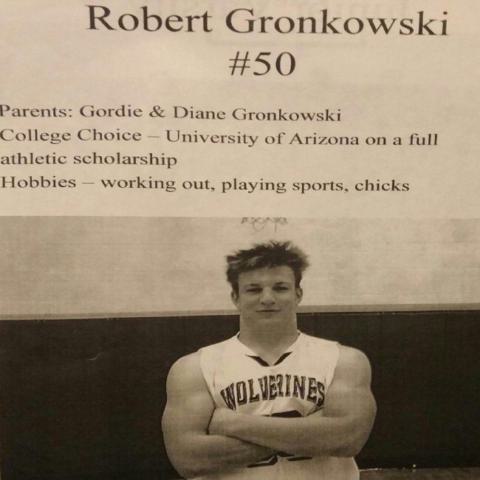 Robert Gronkowski
#50
Parents: Gordie & Diane Gronkowski
College Choice – University of Arizona on a full
athletic scholarship
Hobbies – working out, playing sports, chicks
WOLVERINES